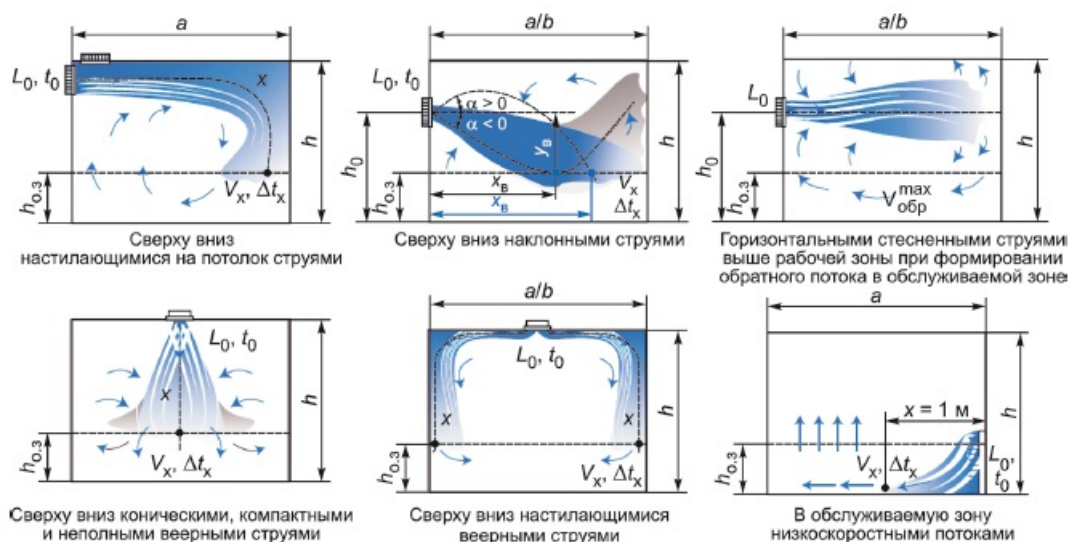 a
L₀, t₀
x
h
hо.з
Vₓ, Δtₓ
Сверху вниз
настилающимися на потолок струями
a/b
L₀, t₀
α > 0
α < 0
yв
h
h₀
hо.з
xв
xв
Vₓ
Δtₓ
Сверху вниз наклонными струями
a/b
L₀
h
h₀
hо.з
Vобр max
Горизонтальными стесненными струями
выше рабочей зоны при формировании
обратного потока в обслуживаемой зоне
L₀, t₀
x
h
hо.з
Vₓ, Δtₓ
Сверху вниз коническими, компактными
и неполными веерными струями
a/b
L₀, t₀
x
x
h
hо.з
Vₓ, Δtₓ
Сверху вниз настилающимися
веерными струями
a
x = 1 м
h
hо.з
Vₓ, Δtₓ
L₀,
t₀
В обслуживаемую зону
низкоскоростными потоками